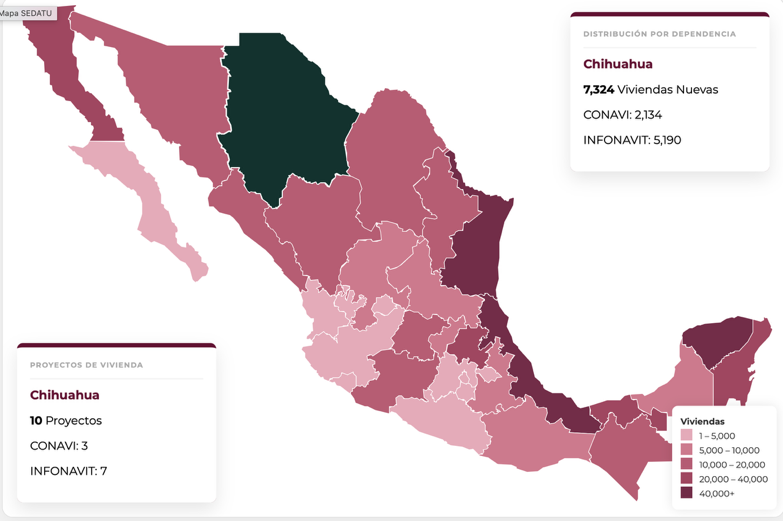 Mapa SEDATU
DISTRIBUCIÓN POR DEPENDENCIA
Chihuahua
7,324 Viviendas Nuevas
CONAVI: 2,134
INFONAVIT: 5,190
PROYECTOS DE VIVIENDA
Chihuahua
10 Proyectos
CONAVI: 3
INFONAVIT: 7
Viviendas
1 – 5,000
5,000 – 10,000
10,000 – 20,000
20,000 – 40,000
40,000+